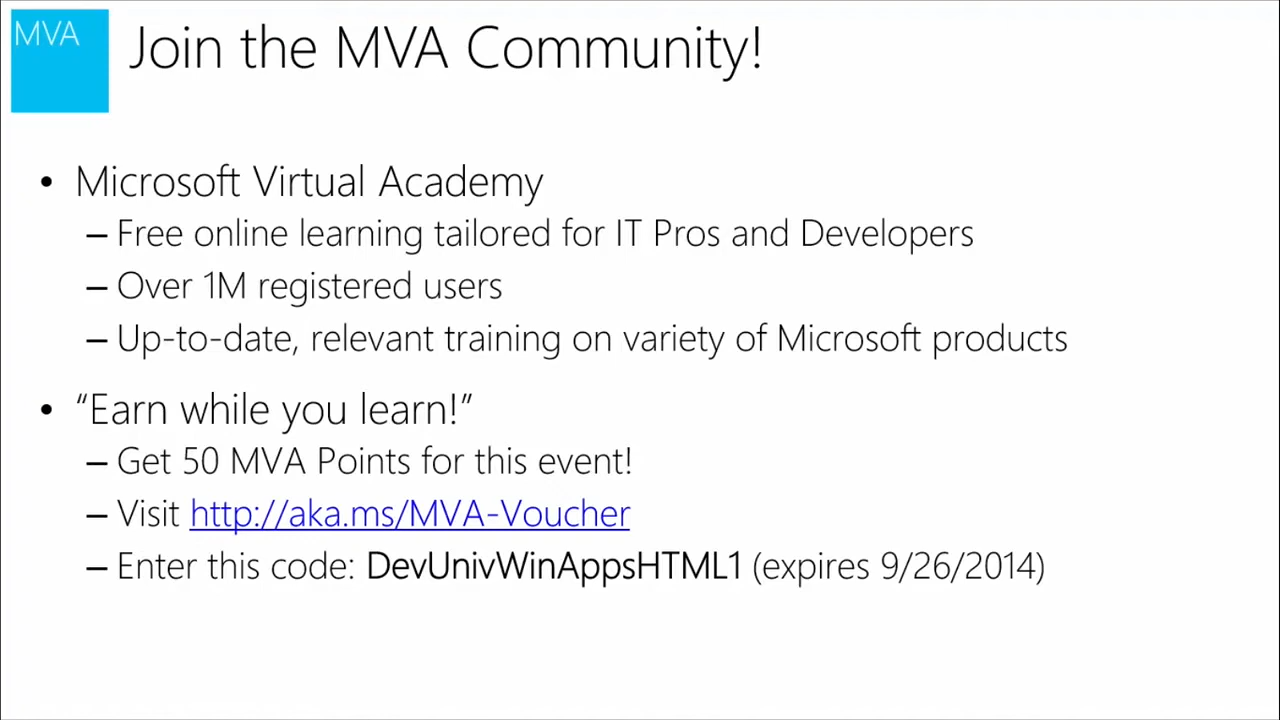 MVA
Join the MVA Community!
• Microsoft Virtual Academy
– Free online learning tailored for IT Pros and Developers
– Over 1M registered users
– Up-to-date, relevant training on variety of Microsoft products
• “Earn while you learn!”
– Get 50 MVA Points for this event!
– Visit http://aka.ms/MVA-Voucher
– Enter this code: DevUnivWinAppsHTML1 (expires 9/26/2014)